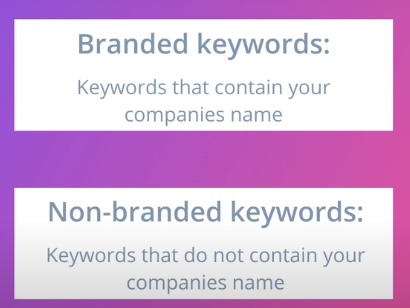 Branded keywords:
Keywords that contain your
companies name
Non-branded keywords:
Keywords that do not contain your
companies name